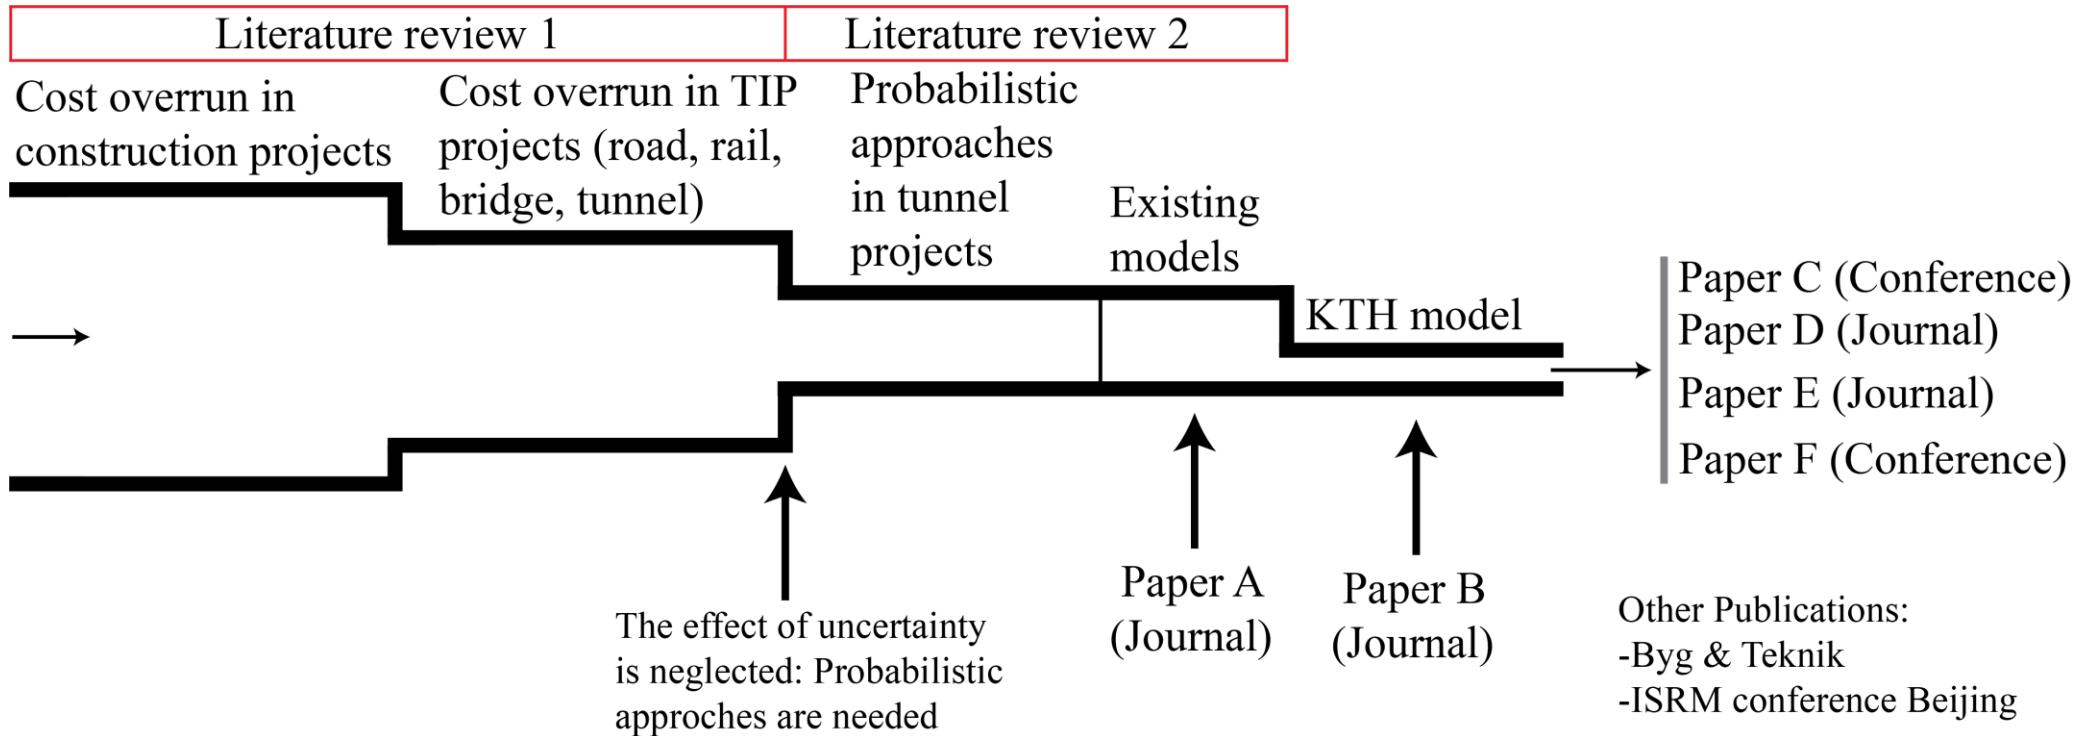 Literature review 1
Literature review 2
Cost overrun in
construction projects
Cost overrun in TIP
projects (road, rail,
bridge, tunnel)
Probabilistic
approaches
in tunnel
projects
Existing
models
KTH model
Paper C (Conference)
Paper D (Journal)
Paper E (Journal)
Paper F (Conference)
The effect of uncertainty
is neglected: Probabilistic
approches are needed
Paper A
(Journal)
Paper B
(Journal)
Other Publications:
-Byg & Teknik
-ISRM conference Beijing